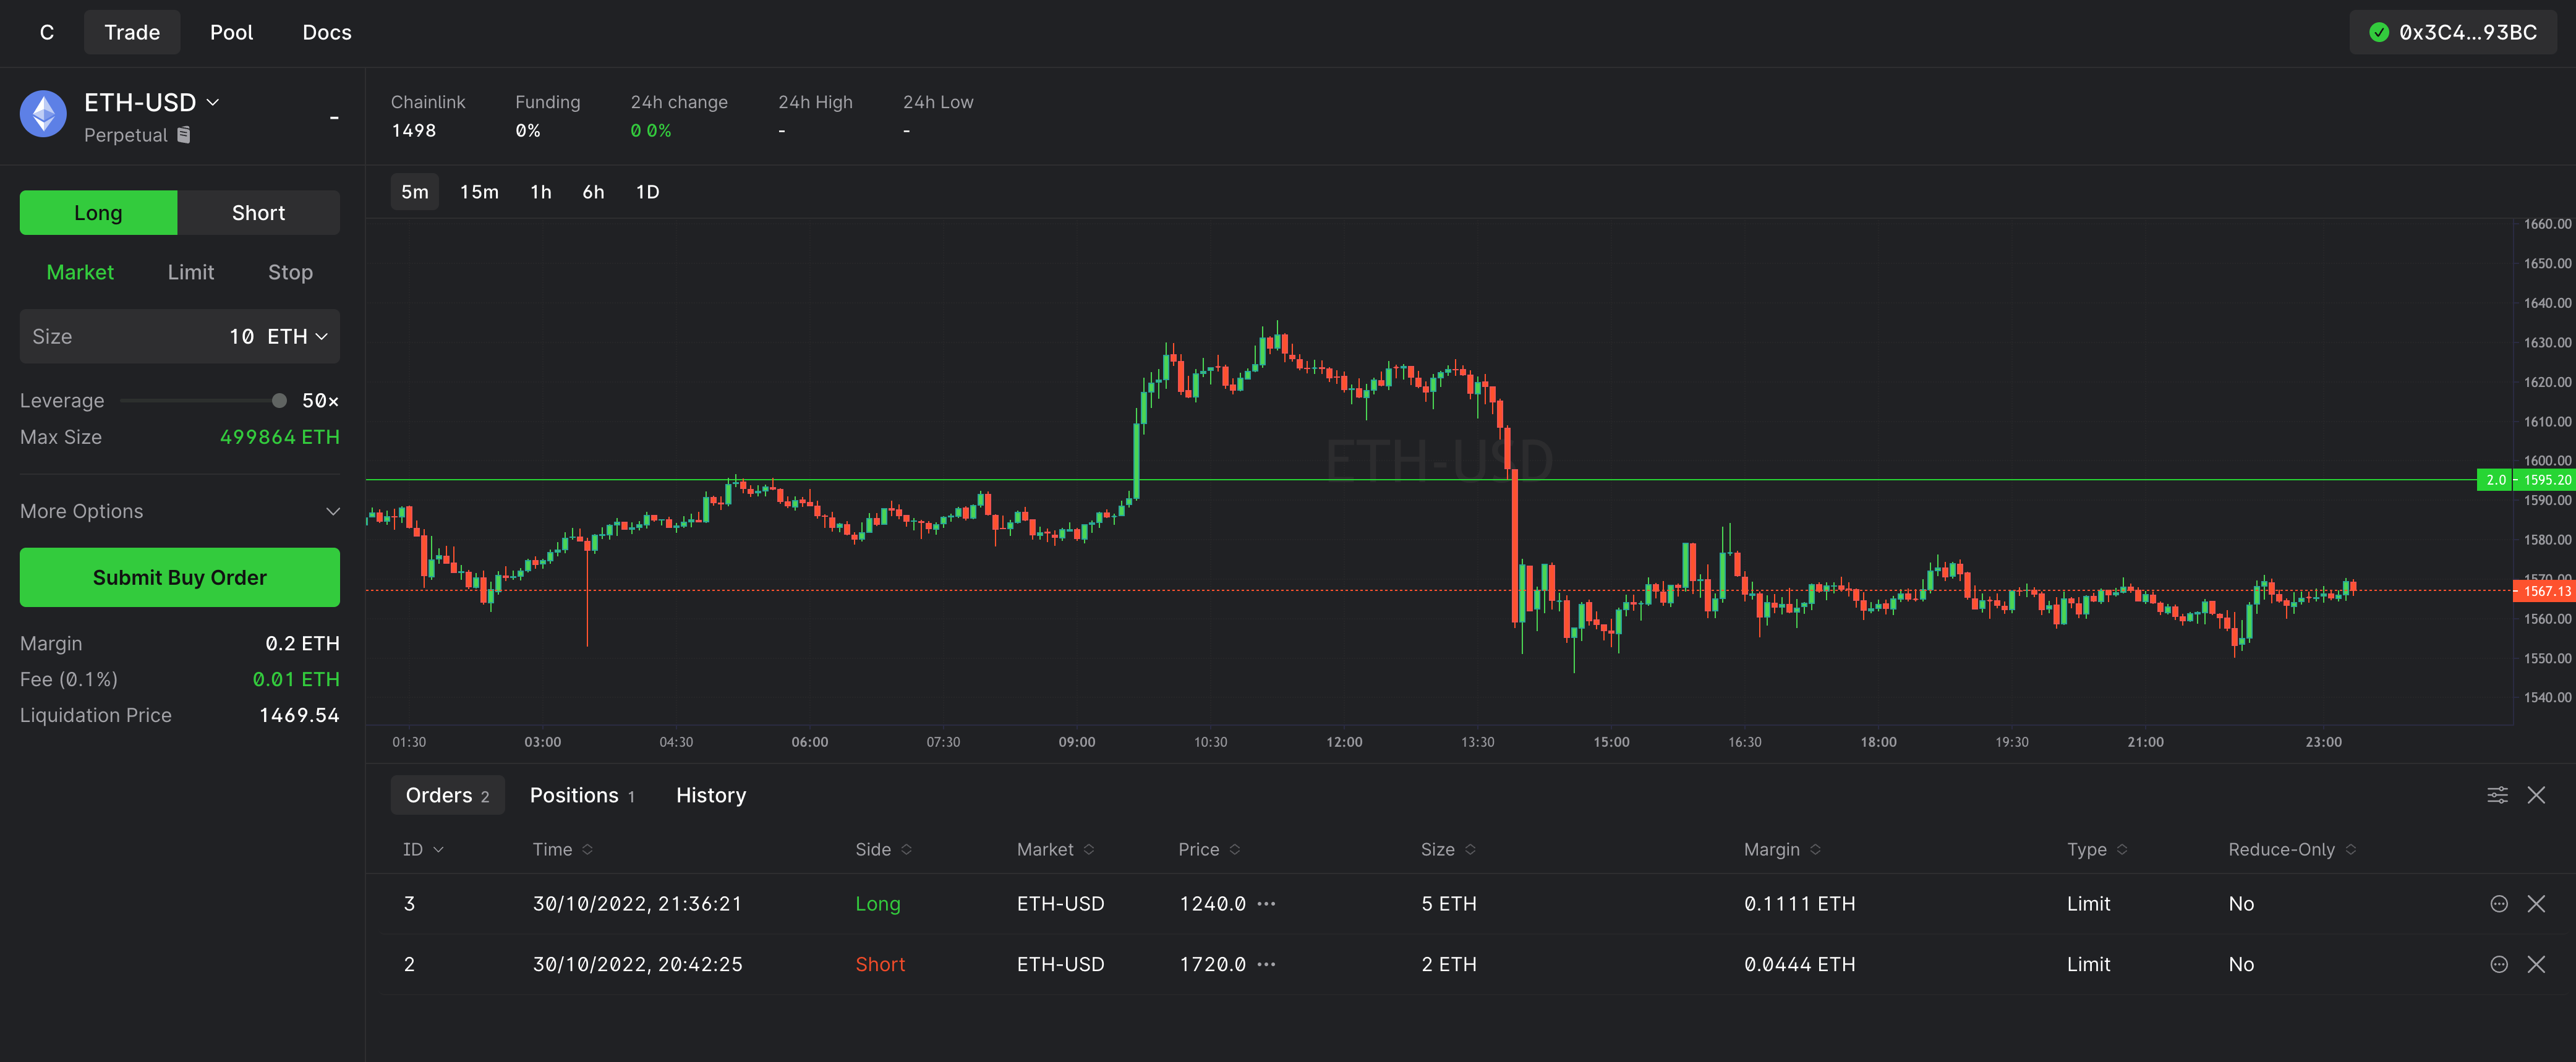 C Trade Pool Docs 0x3C4...93BC
ETH-USD
Perpetual
-
Chainlink Funding 24h change 24h High 24h Low
1498 0% 0 0% - -
Long Short
Market Limit Stop
Size 10 ETH
Leverage 50×
Max Size 499864 ETH
More Options
Submit Buy Order
Margin 0.2 ETH
Fee (0.1%) 0.01 ETH
Liquidation Price 1469.54
5m 15m 1h 6h 1D
ETH-USD
1660.00
1650.00
1640.00
1630.00
1620.00
1610.00
1600.00
2.0 1595.20
1590.00
1580.00
1570.00
1567.13
1560.00
1550.00
1540.00
01:30 03:00 04:30 06:00 07:30 09:00 10:30 12:00 13:30 15:00 16:30 18:00 19:30 21:00 23:00
Orders 2 Positions 1 History
ID Time Side Market Price Size Margin Type Reduce-Only
3 30/10/2022, 21:36:21 Long ETH-USD 1240.0 ••• 5 ETH 0.1111 ETH Limit No
2 30/10/2022, 20:42:25 Short ETH-USD 1720.0 ••• 2 ETH 0.0444 ETH Limit No